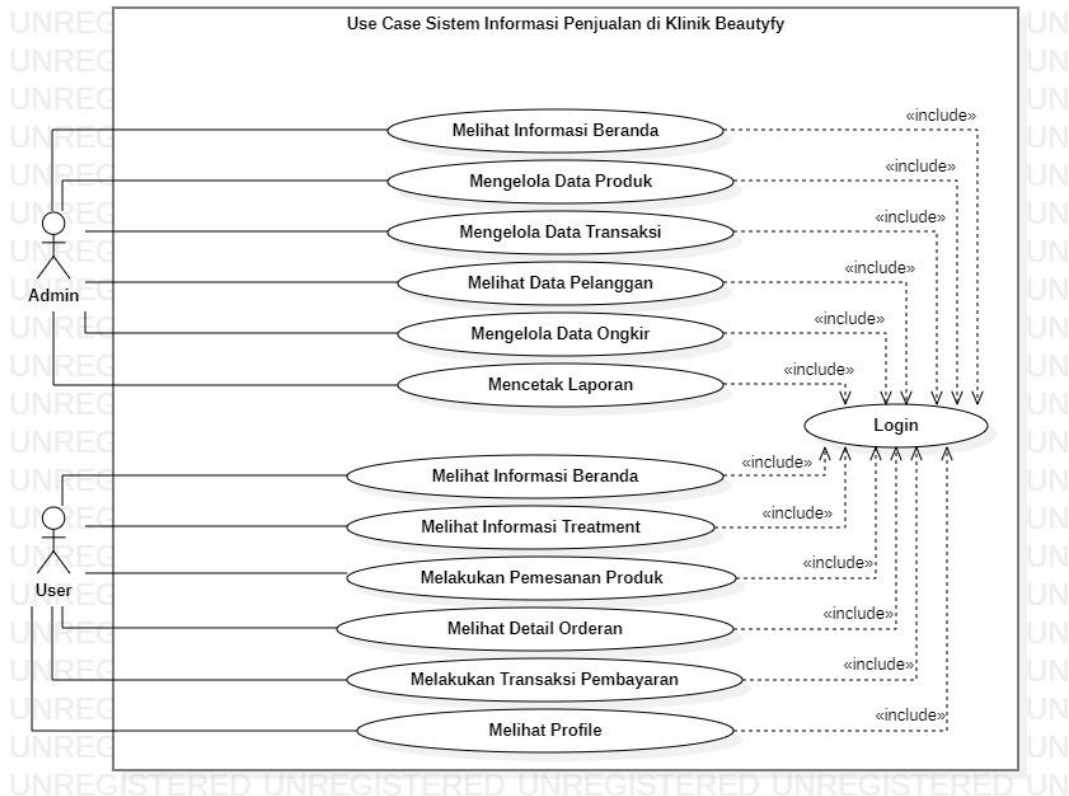 Use Case Sistem Informasi Penjualan di Klinik Beautyfy
Melihat Informasi Beranda
«include»
Mengelola Data Produk
«include»
Mengelola Data Transaksi
«include»
Melihat Data Pelanggan
«include»
Admin
Mengelola Data Ongkir
«include»
Mencetak Laporan
«include»
Login
Melihat Informasi Beranda
«include»
Melihat Informasi Treatment
«include»
Melakukan Pemesanan Produk
«include»
User
Melihat Detail Orderan
«include»
Melakukan Transaksi Pembayaran
«include»
Melihat Profile
«include»
UNREGISTERED UNREGISTERED UNREGISTERED UNREGISTERED UN